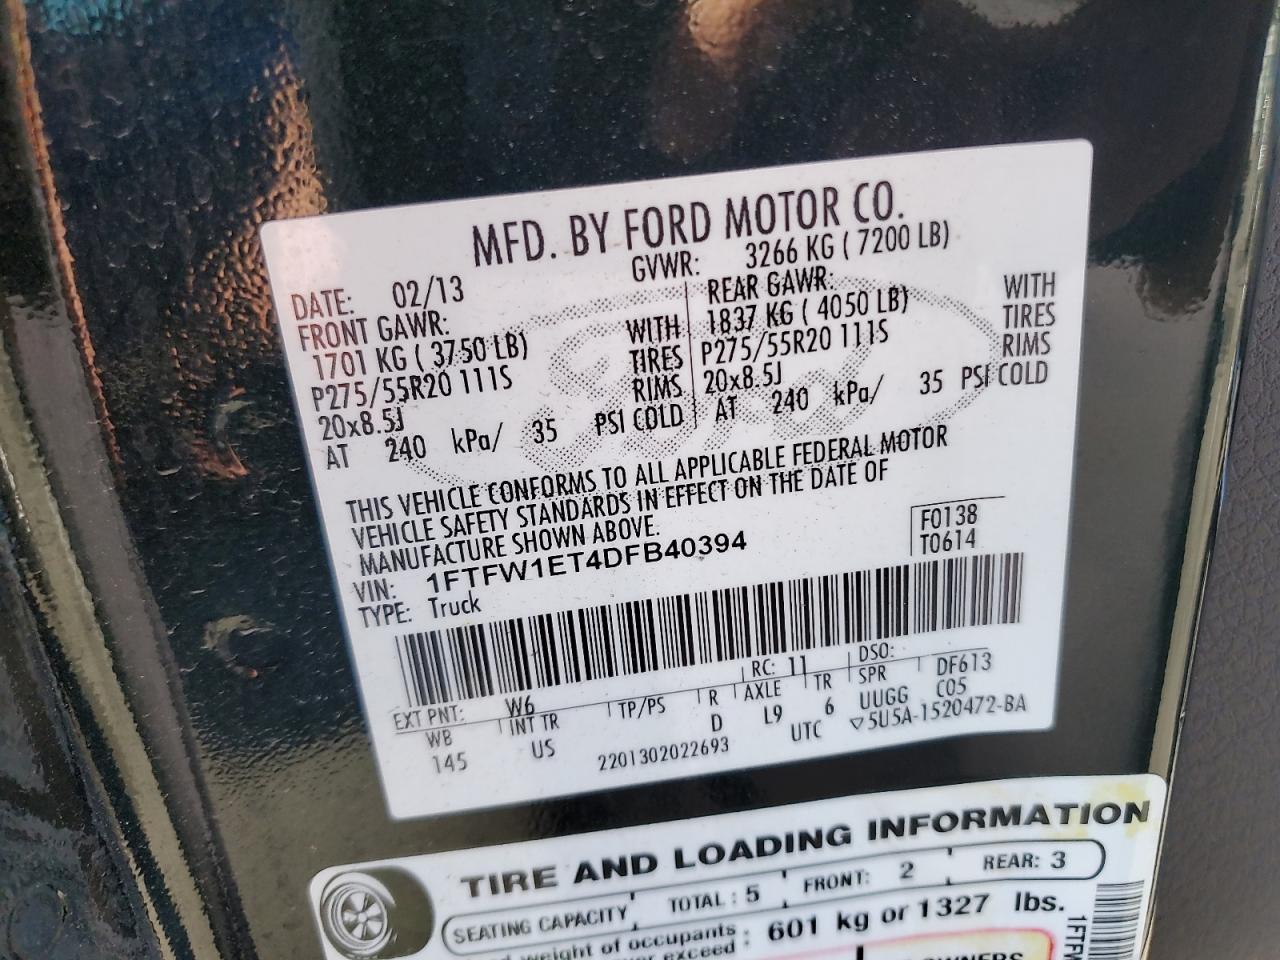 MFD. BY FORD MOTOR CO.
DATE: 02/13 GVWR: 3266 KG ( 7200 LB)
FRONT GAWR: REAR GAWR:
1701 KG ( 3750 LB) WITH 1837 KG ( 4050 LB) WITH
P275/55R20 111S TIRES P275/55R20 111S TIRES
20x8.5J RIMS 20x8.5J RIMS
AT 240 kPa/ 35 PSI COLD AT 240 kPa/ 35 PSI COLD
THIS VEHICLE CONFORMS TO ALL APPLICABLE FEDERAL MOTOR
VEHICLE SAFETY STANDARDS IN EFFECT ON THE DATE OF
MANUFACTURE SHOWN ABOVE.
VIN: 1FTFW1ET4DFB40394 F0138
TYPE: Truck T0614
EXT PNT: W6 RC: 11 DSO:
WB INT TR TP/PS R AXLE TR SPR DF613
145 US D L9 6 UUGG C05
2201302022693 UTC ▽5U5A-1520472-BA
TIRE AND LOADING INFORMATION
SEATING CAPACITY TOTAL : 5 FRONT: 2 REAR: 3
weight of occupants
exceed : 601 kg or 1327 lbs.
OWNERS
1FTFW